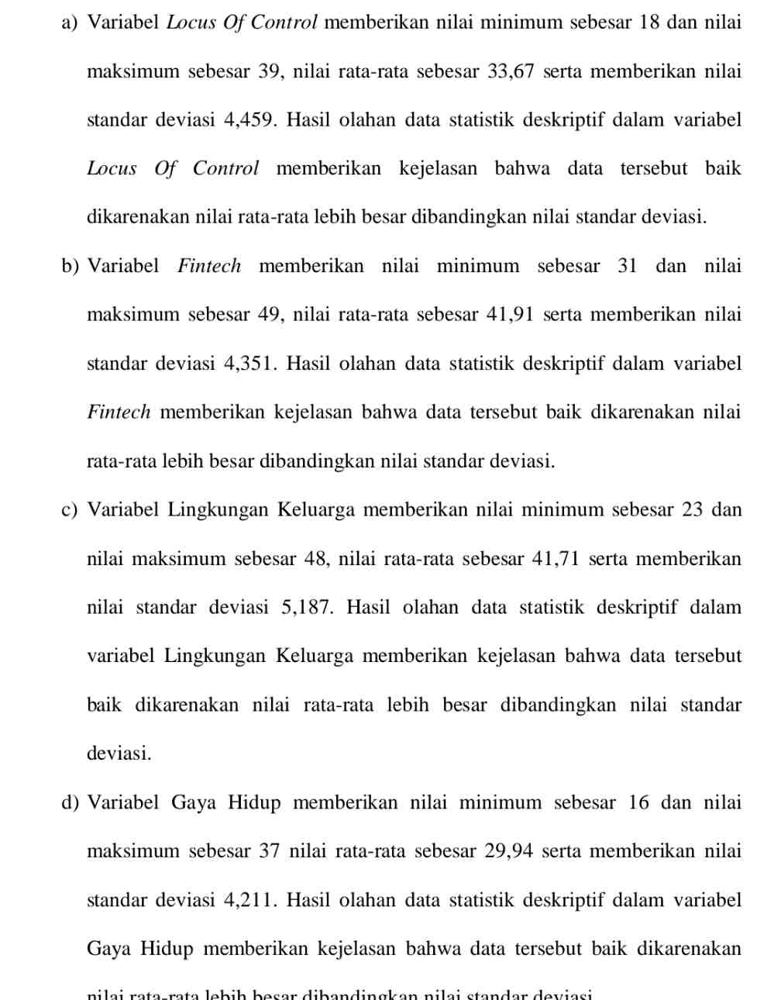 a) Variabel Locus Of Control memberikan nilai minimum sebesar 18 dan nilai
maksimum sebesar 39, nilai rata-rata sebesar 33,67 serta memberikan nilai
standar deviasi 4,459. Hasil olahan data statistik deskriptif dalam variabel
Locus Of Control memberikan kejelasan bahwa data tersebut baik
dikarenakan nilai rata-rata lebih besar dibandingkan nilai standar deviasi.
b) Variabel Fintech memberikan nilai minimum sebesar 31 dan nilai
maksimum sebesar 49, nilai rata-rata sebesar 41,91 serta memberikan nilai
standar deviasi 4,351. Hasil olahan data statistik deskriptif dalam variabel
Fintech memberikan kejelasan bahwa data tersebut baik dikarenakan nilai
rata-rata lebih besar dibandingkan nilai standar deviasi.
c) Variabel Lingkungan Keluarga memberikan nilai minimum sebesar 23 dan
nilai maksimum sebesar 48, nilai rata-rata sebesar 41,71 serta memberikan
nilai standar deviasi 5,187. Hasil olahan data statistik deskriptif dalam
variabel Lingkungan Keluarga memberikan kejelasan bahwa data tersebut
baik dikarenakan nilai rata-rata lebih besar dibandingkan nilai standar
deviasi.
d) Variabel Gaya Hidup memberikan nilai minimum sebesar 16 dan nilai
maksimum sebesar 37 nilai rata-rata sebesar 29,94 serta memberikan nilai
standar deviasi 4,211. Hasil olahan data statistik deskriptif dalam variabel
Gaya Hidup memberikan kejelasan bahwa data tersebut baik dikarenakan
nilai rata-rata lebih besar dibandingkan nilai standar deviasi